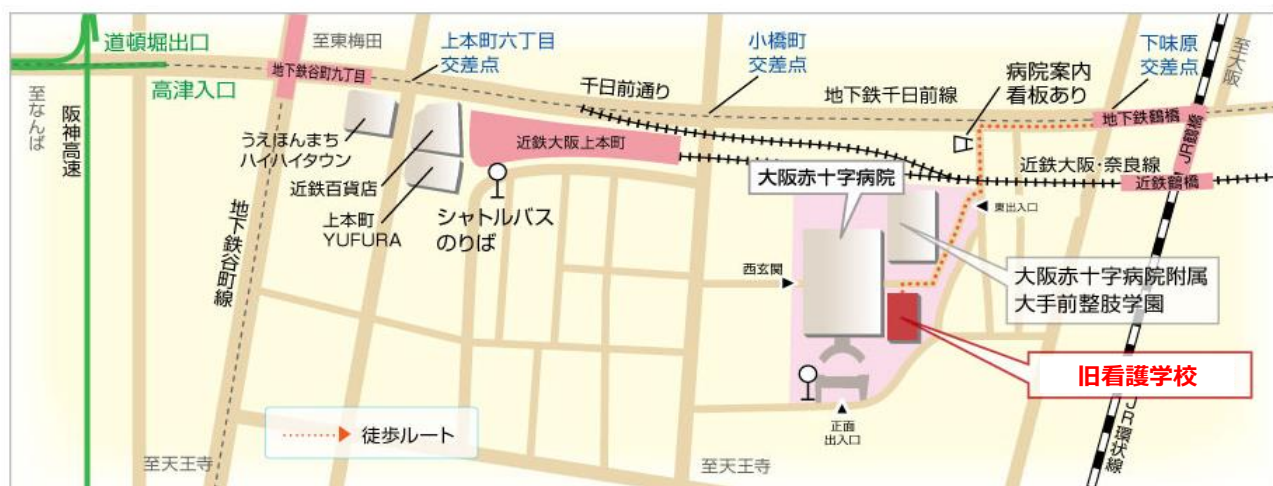 道頓堀出口
至東梅田
上本町六丁目
交差点
小橋町
交差点
下味原
交差点
至大阪
地下鉄谷町九丁目
高津入口
至なんば
阪神高速
千日前通り
地下鉄千日前線
病院案内
看板あり
地下鉄鶴橋
JR鶴橋
うえほんまち
ハイハイタウン
近鉄百貨店
上本町
YUFURA
近鉄大阪上本町
シャトルバス
のりば
大阪赤十字病院
近鉄大阪・奈良線
近鉄鶴橋
東出入口
地下鉄谷町線
西玄関
大阪赤十字病院附属
大手前整肢学園
旧看護学校
JR環状線
正面
出入口
徒歩ルート
至天王寺
至天王寺